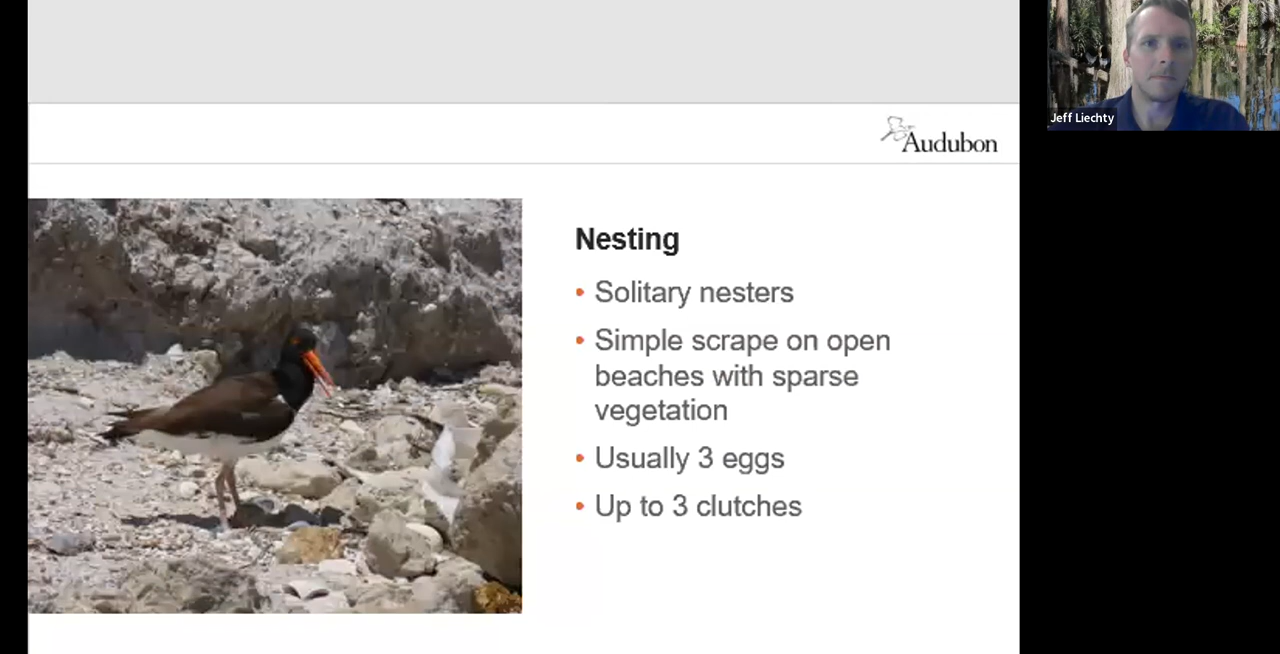 Audubon
Jeff Liechty
Nesting
• Solitary nesters
• Simple scrape on open
beaches with sparse
vegetation
• Usually 3 eggs
• Up to 3 clutches